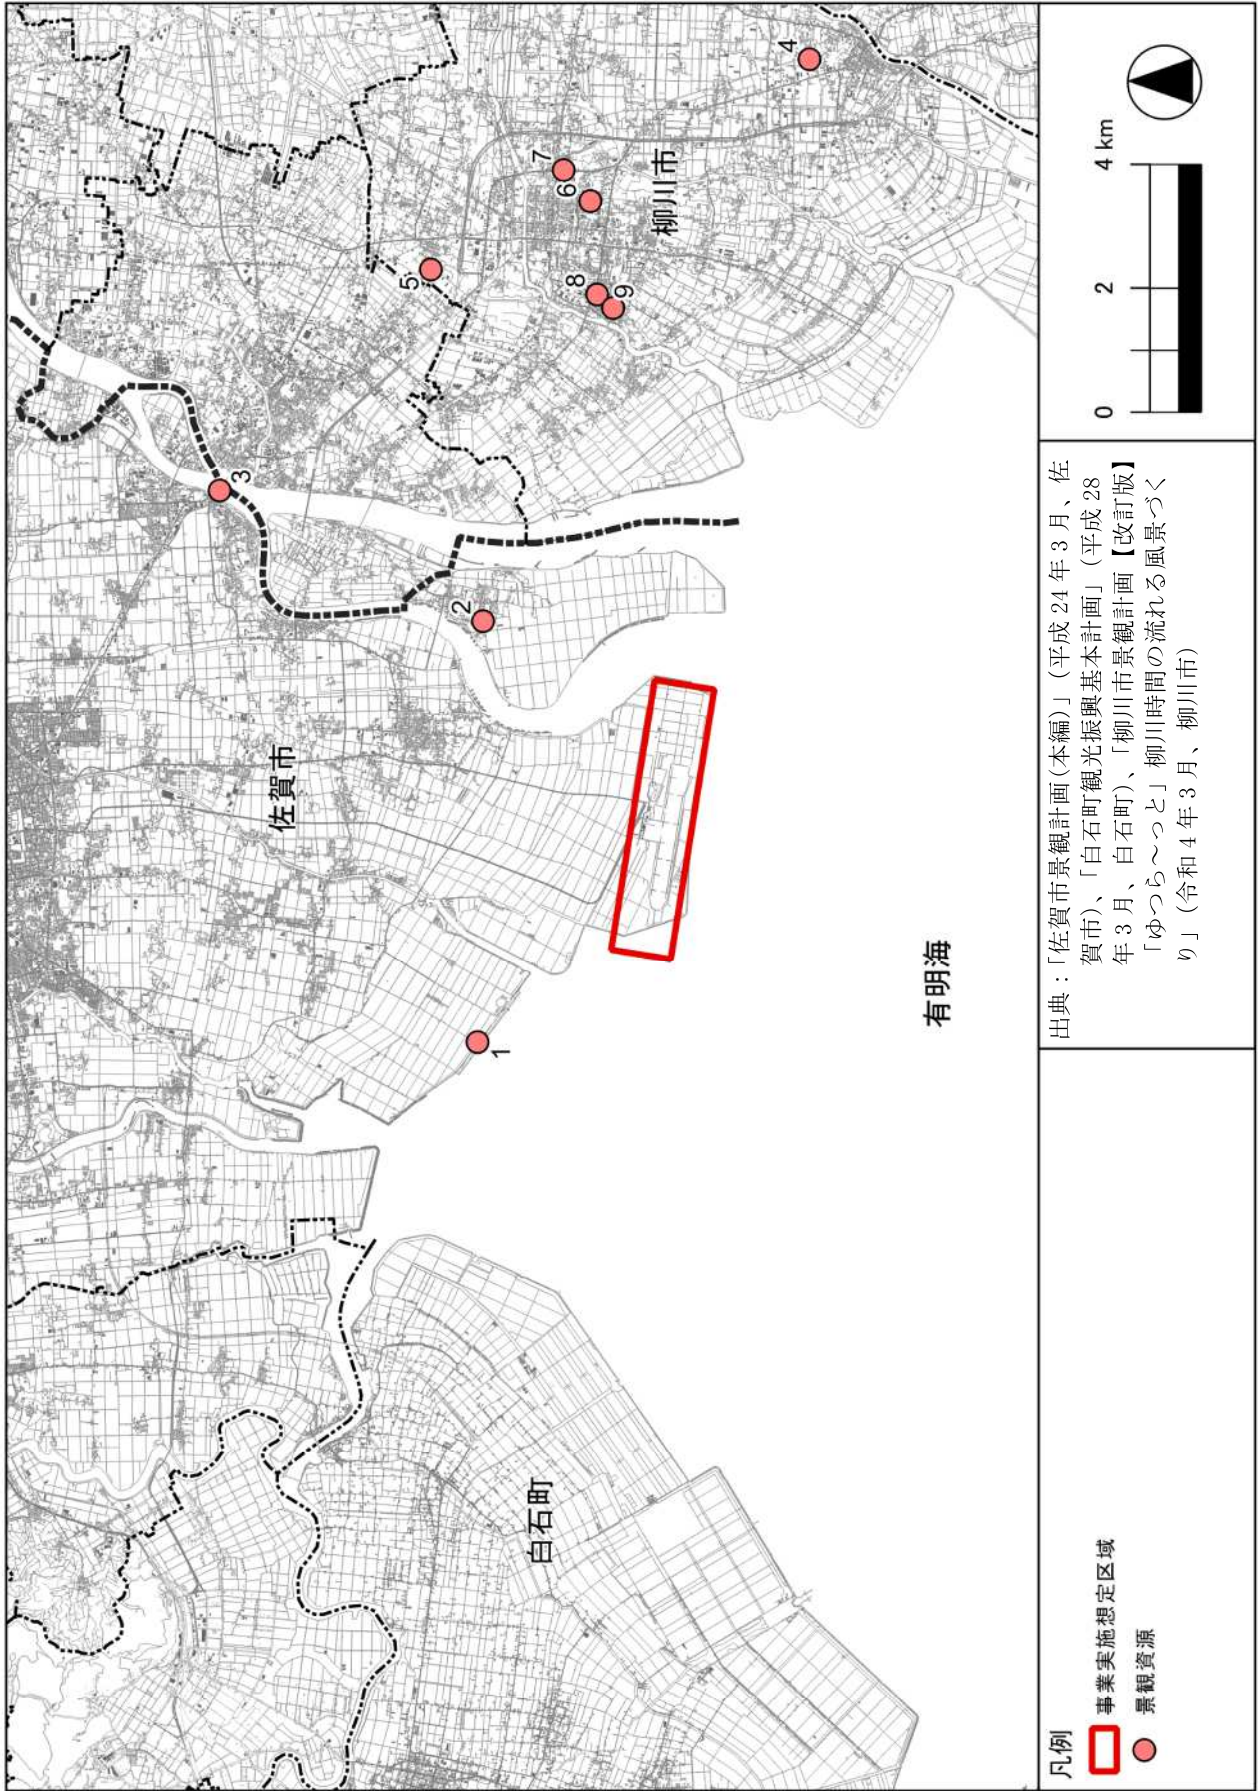 佐賀市
柳川市
白石町
有明海
1
2
3
4
5
6
7
8
9
凡例
事業実施想定区域
景観資源
出典：「佐賀市景観計画(本編)」（平成 24 年 3 月、佐
賀市）、「白石町観光振興基本計画」（平成 28
年 3 月、白石町）、「柳川市景観計画【改訂版】
「ゆつら～っと」柳川時間の流れる風景づく
り」（令和 4 年 3 月、柳川市）
0 2 4 km